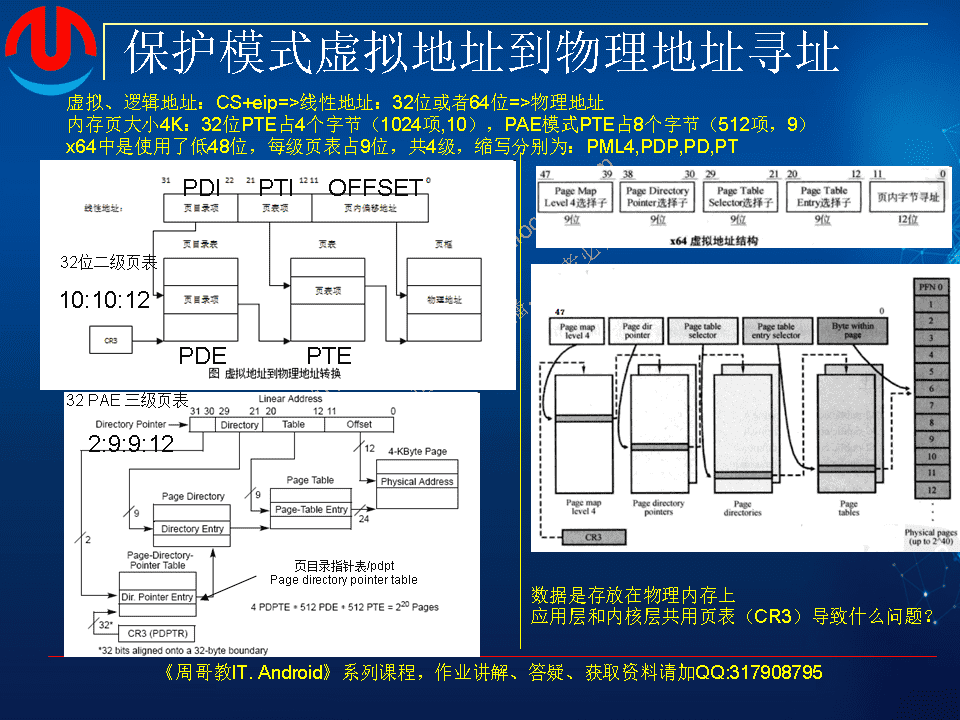 保护模式虚拟地址到物理地址寻址
虚拟、逻辑地址：CS+eip=>线性地址：32位或者64位=>物理地址
内存页大小4K：32位PTE占4个字节（1024项,10），PAE模式PTE占8个字节（512项，9）
x64中是使用了低48位，每级页表占9位，共4级，缩写分别为：PML4,PDP,PD,PT
31 22 21 12 11 0
PDI PTI OFFSET
线性地址: 页目录项 页表项 页内偏移地址
页目录表 页表 页框
32位二级页表
10:10:12
页目录项 页表项 物理地址
CR3
PDE PTE
图 虚拟地址到物理地址转换
32 PAE 三级页表
2:9:9:12
Linear Address
31 30 29 21 20 12 11 0
Directory Pointer Directory Table Offset
12 4-KByte Page
Page Table Physical Address
Page Directory 9
9 Page-Table Entry 24
Directory Entry
2
Page-Directory-
Pointer Table
Dir. Pointer Entry
页目录指针表/pdpt
Page directory pointer table
4 PDPTE * 512 PDE * 512 PTE = 2^20 Pages
32*
CR3 (PDPTR)
*32 bits aligned onto a 32-byte boundary
47 39 38 30 29 21 20 12 11 0
Page Map Page Directory Page Table Page Table 页内字节寻址
Level 4选择子 Pointer选择子 Selector选择子 Entry选择子
9位 9位 9位 9位 12位
x64 虚拟地址结构
47 0
Page map level 4 Page dir pointer Page table selector Page table entry selector Byte within page
PFN 0
1
2
3
4
5
6
7
8
9
10
11
12
Page map level 4 Page directory pointers Page directories Page tables
CR3
Physical pages
(up to 2^40)
数据是存放在物理内存上
应用层和内核层共用页表（CR3）导致什么问题？
《周哥教IT. Android》系列课程，作业讲解、答疑、获取资料请加QQ:317908795